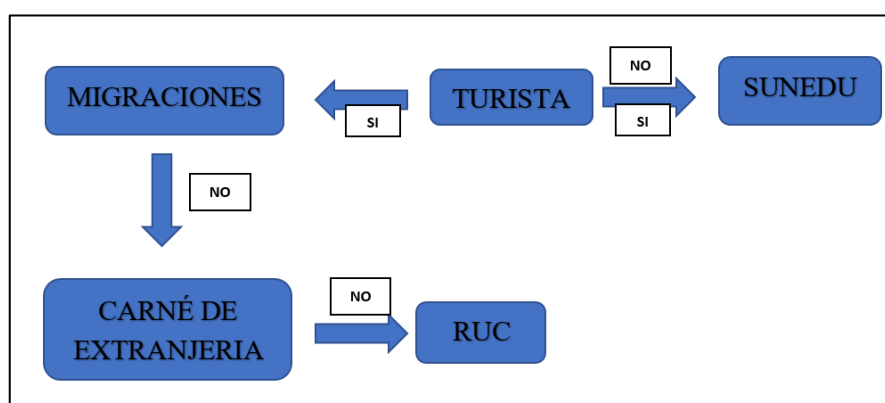 MIGRACIONES
SI
TURISTA
NO
SI
SUNEDU
NO
CARNÉ DE
EXTRANJERIA
NO
RUC